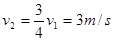 v₂ = 3/4 v₁ = 3m/s